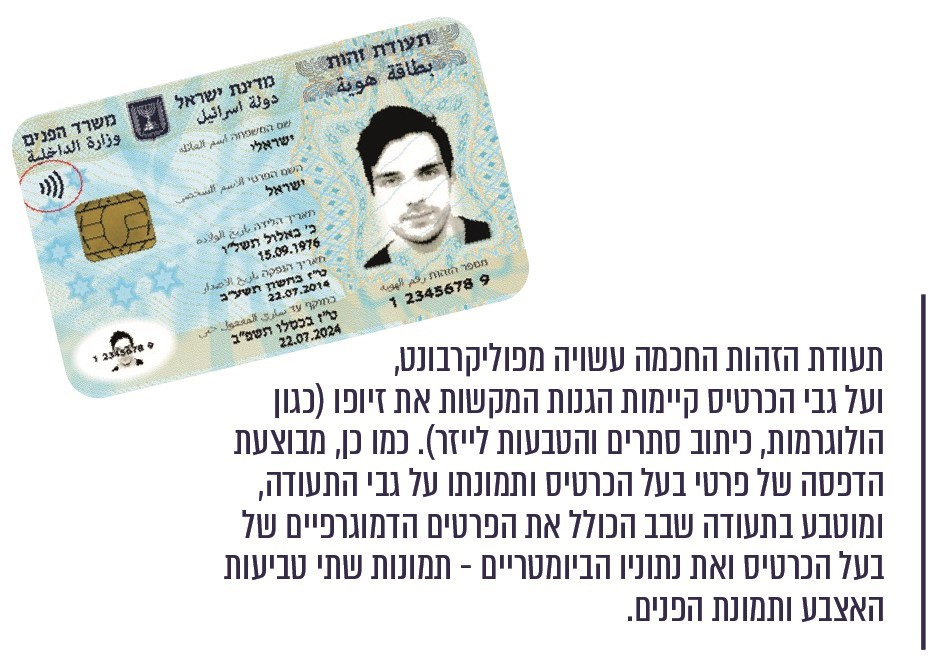 תעודת זהות
بطاقة هوية
מדינת ישראל
دولة اسرائيل
משרד הפנים
وزارة الداخلية
שם המשפחה اسم العائلة
ישראלי
השם הפרטי الاسم الشخصي
ישראל
תאריך הלידה تاريخ الولادة
כ' באלול תשל"ו
15.09.1976
תאריך הנפקה تاريخ الاصدار
ט"ז בחשון תשע"ב
22.07.2014
בתוקף עד ساري المفعول حتى
ט"ז בכסלו תשפ"ב
22.07.2024
מספר הזהות رقم الهوية
1 2345678 9
1 2345678 9
תעודת הזהות החכמה עשויה מפוליקרבונט,
ועל גבי הכרטיס קיימות הגנות המקשות את זיופו (כגון
הולוגרמות, כיתוב סתרים והטבעות לייזר). כמו כן, מבוצעת
הדפסה של פרטי בעל הכרטיס ותמונתו על גבי התעודה,
ומוטבע בתעודה שבב הכולל את הפרטים הדמוגרפיים של
בעל הכרטיס ואת נתוניו הביומטריים - תמונות שתי טביעות
האצבע ותמונת הפנים.